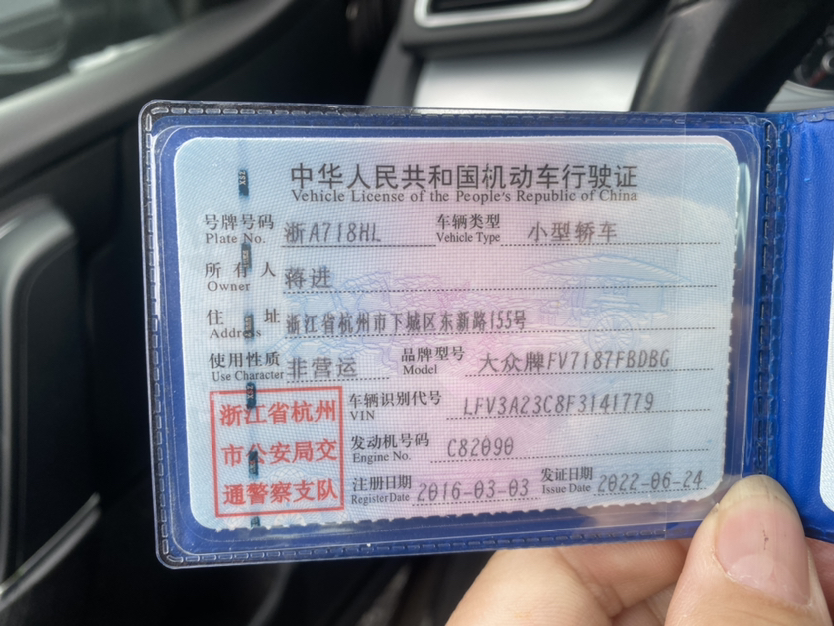 中华人民共和国机动车行驶证
Vehicle License of the People's Republic of China
号牌号码 浙A718HL 车辆类型 小型轿车
Plate No. Vehicle Type
所有人 蒋进
Owner
住址 浙江省杭州市下城区东新路155号
Address
使用性质 非营运 品牌型号 大众牌FV7187FBDBG
Use Character Model
浙江省杭州
市公安局交
通警察支队
车辆识别代号 LFV3A23C8F3141779
VIN
发动机号码 C82090
Engine No.
注册日期 2016-03-03 发证日期 2022-06-24
Register Date Issue Date